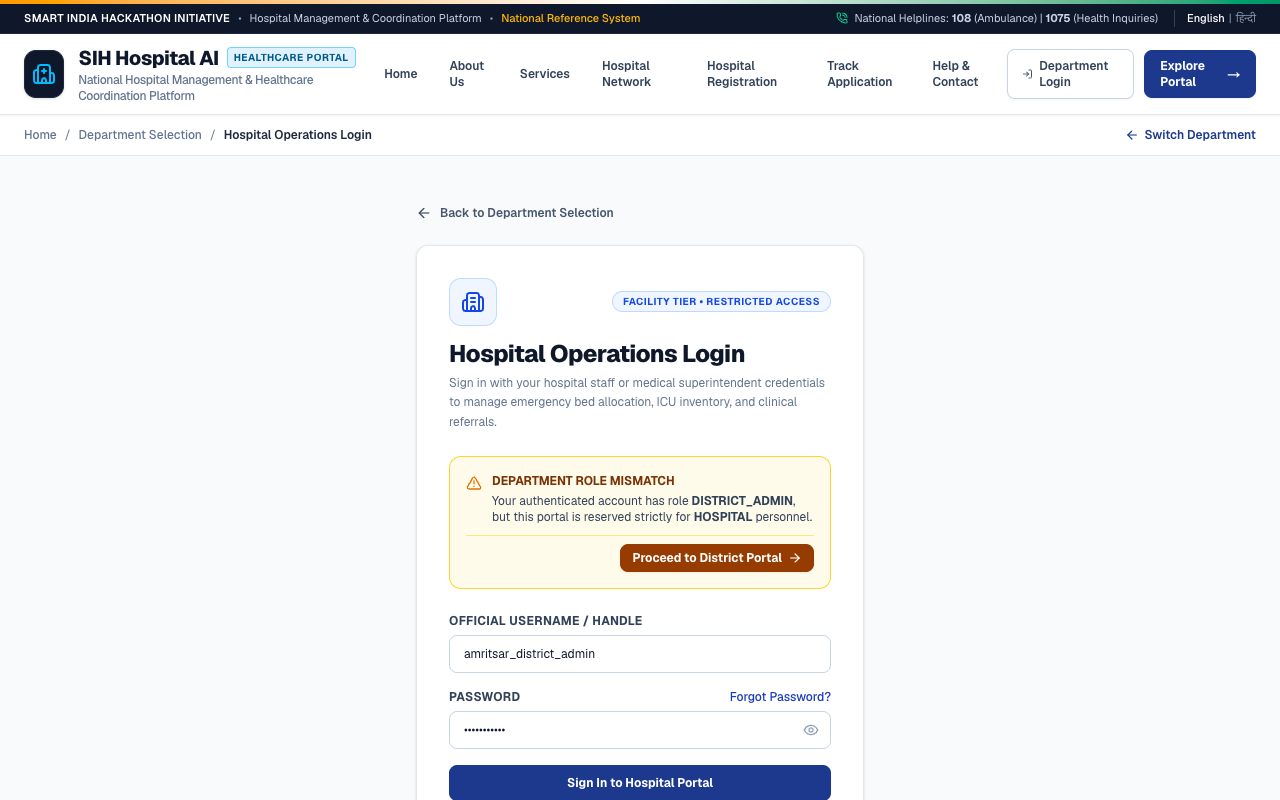 SMART INDIA HACKATHON INITIATIVE • Hospital Management & Coordination Platform • National Reference System
National Helplines: 108 (Ambulance) | 1075 (Health Inquiries)
English | हिन्दी
SIH Hospital AI HEALTHCARE PORTAL
National Hospital Management & Healthcare
Coordination Platform
Home
About
Us
Services
Hospital
Network
Hospital
Registration
Track
Application
Help &
Contact
Department
Login
Explore
Portal →
Home / Department Selection / Hospital Operations Login
← Switch Department
← Back to Department Selection
FACILITY TIER • RESTRICTED ACCESS
Hospital Operations Login
Sign in with your hospital staff or medical superintendent credentials
to manage emergency bed allocation, ICU inventory, and clinical
referrals.
DEPARTMENT ROLE MISMATCH
Your authenticated account has role DISTRICT_ADMIN,
but this portal is reserved strictly for HOSPITAL personnel.
Proceed to District Portal →
OFFICIAL USERNAME / HANDLE
amritsar_district_admin
PASSWORD
Forgot Password?
•••••••••••
Sign In to Hospital Portal